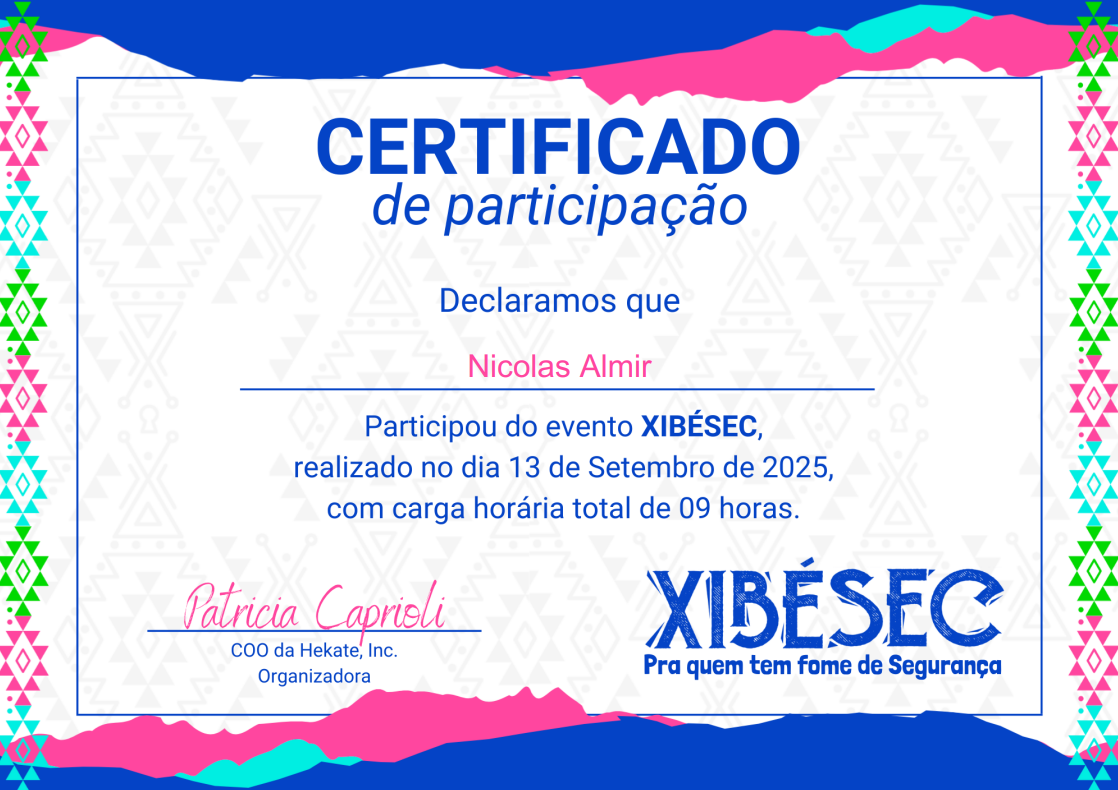 CERTIFICADO
de participação
Declaramos que
Nicolas Almir
Participou do evento XIBÉSEC,
realizado no dia 13 de Setembro de 2025,
com carga horária total de 09 horas.
Patricia Caprioli
COO da Hekate, Inc.
Organizadora
XIBÉSEC
Pra quem tem fome de Segurança